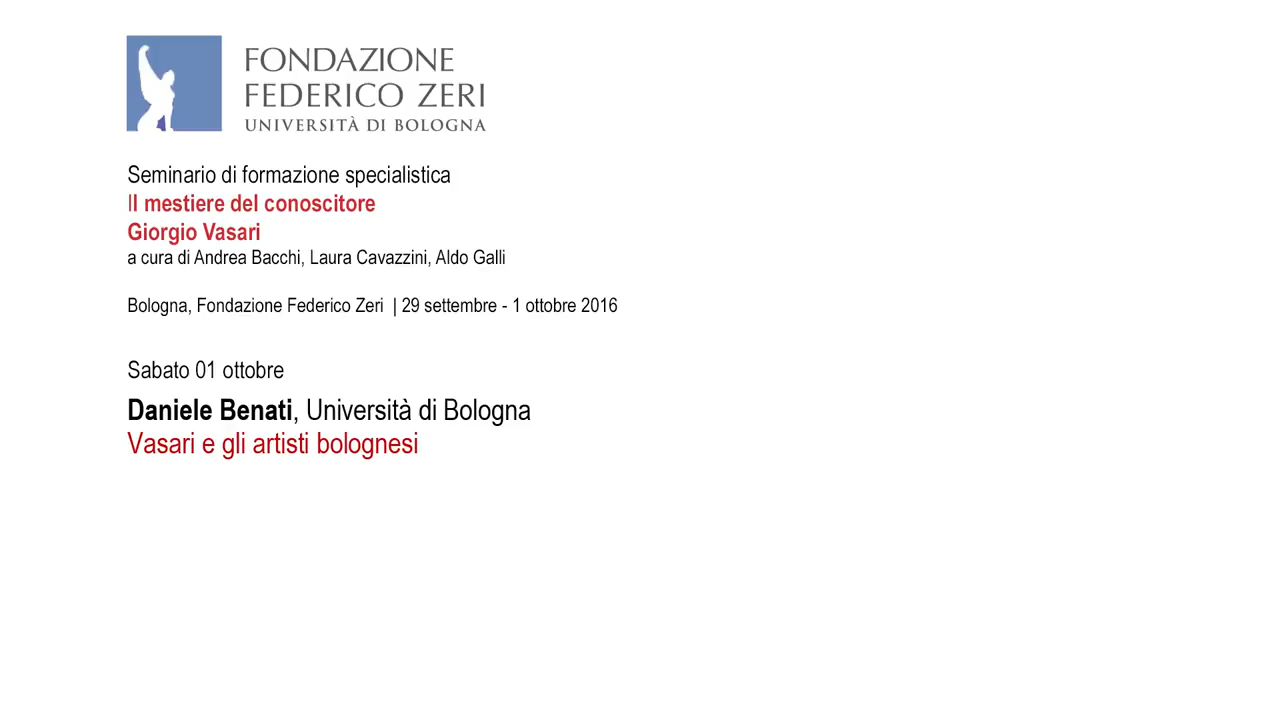 FONDAZIONE
FEDERICO ZERI
UNIVERSITÀ DI BOLOGNA
Seminario di formazione specialistica
Il mestiere del conoscitore
Giorgio Vasari
a cura di Andrea Bacchi, Laura Cavazzini, Aldo Galli
Bologna, Fondazione Federico Zeri | 29 settembre - 1 ottobre 2016
Sabato 01 ottobre
Daniele Benati, Università di Bologna
Vasari e gli artisti bolognesi